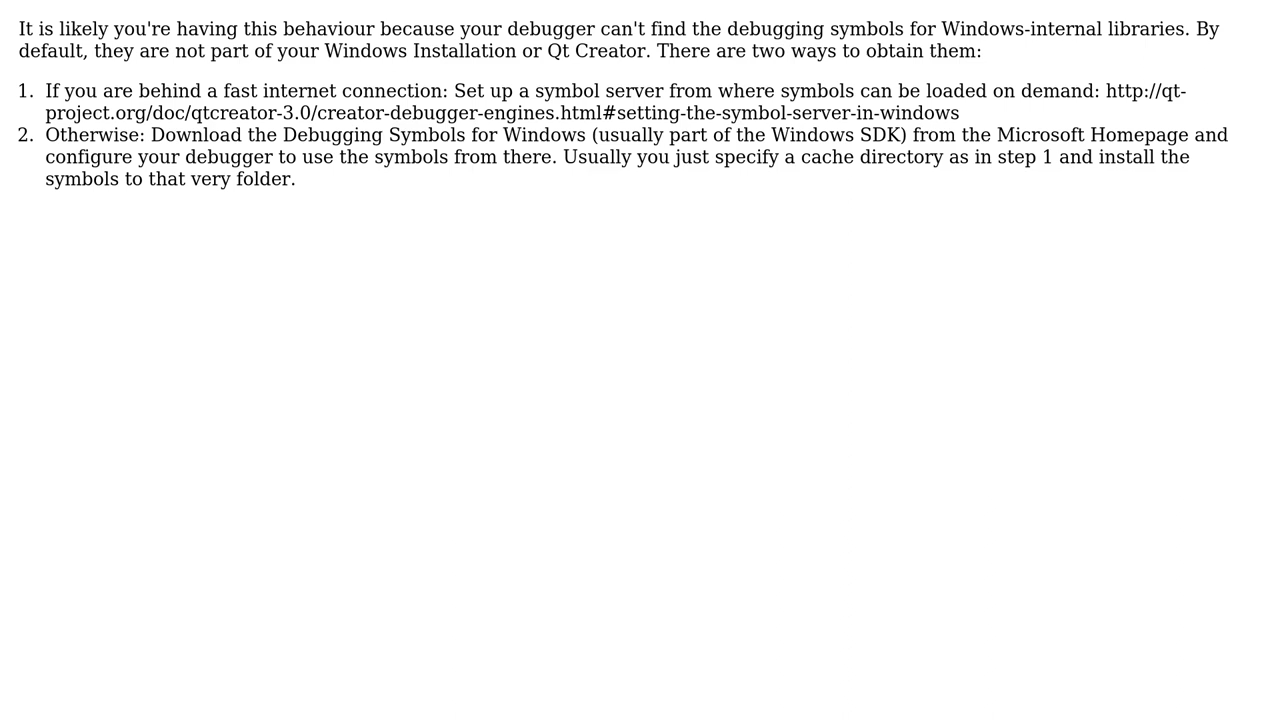 It is likely you're having this behaviour because your debugger can't find the debugging symbols for Windows-internal libraries. By
default, they are not part of your Windows Installation or Qt Creator. There are two ways to obtain them:
1. If you are behind a fast internet connection: Set up a symbol server from where symbols can be loaded on demand: http://qt-
project.org/doc/qtcreator-3.0/creator-debugger-engines.html#setting-the-symbol-server-in-windows
2. Otherwise: Download the Debugging Symbols for Windows (usually part of the Windows SDK) from the Microsoft Homepage and
configure your debugger to use the symbols from there. Usually you just specify a cache directory as in step 1 and install the
symbols to that very folder.